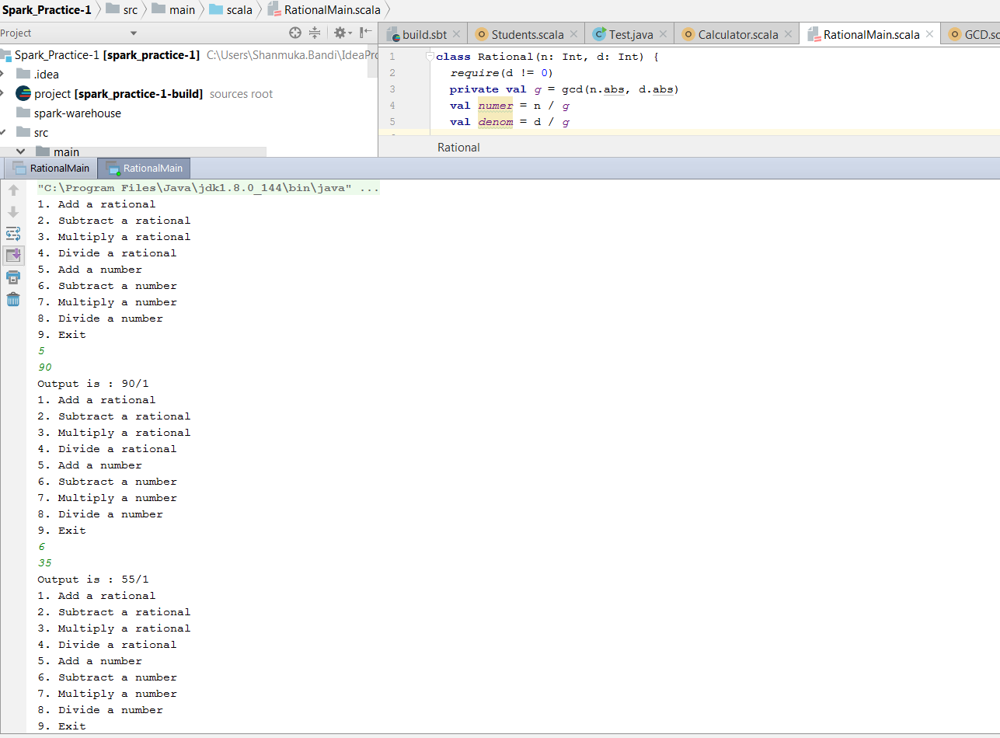 Spark_Practice-1 src main scala RationalMain.scala
Project
build.sbt Students.scala Test.java Calculator.scala RationalMain.scala GCD.sc
Spark_Practice-1 [spark_practice-1] C:\Users\Shanmuka.Bandi\IdeaPro
.idea
project [spark_practice-1-build] sources root
spark-warehouse
src
main
1 class Rational(n: Int, d: Int) {
2 require(d != 0)
3 private val g = gcd(n.abs, d.abs)
4 val numer = n / g
5 val denom = d / g
Rational
RationalMain RationalMain
"C:\Program Files\Java\jdk1.8.0_144\bin\java" ...
1. Add a rational
2. Subtract a rational
3. Multiply a rational
4. Divide a rational
5. Add a number
6. Subtract a number
7. Multiply a number
8. Divide a number
9. Exit
5
90
Output is : 90/1
1. Add a rational
2. Subtract a rational
3. Multiply a rational
4. Divide a rational
5. Add a number
6. Subtract a number
7. Multiply a number
8. Divide a number
9. Exit
6
35
Output is : 55/1
1. Add a rational
2. Subtract a rational
3. Multiply a rational
4. Divide a rational
5. Add a number
6. Subtract a number
7. Multiply a number
8. Divide a number
9. Exit